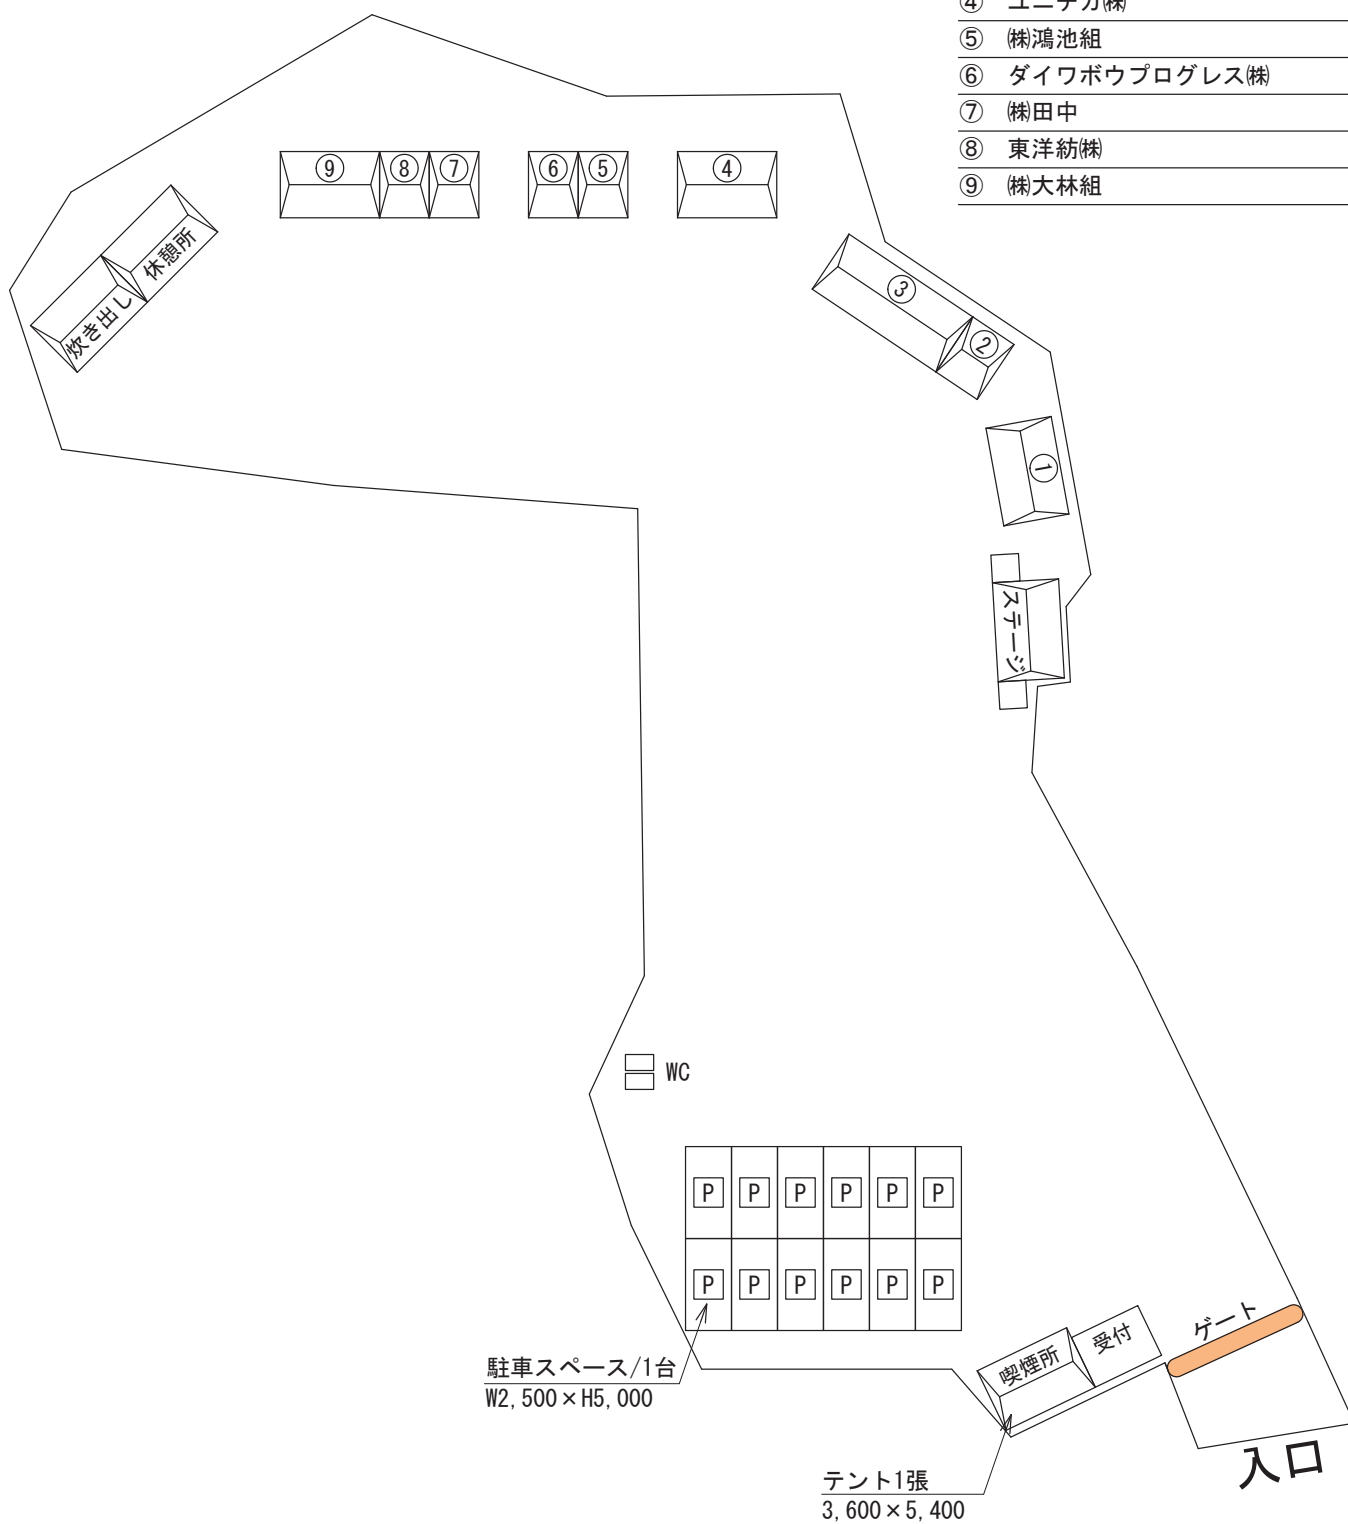 ④ ユニチカ㈱
⑤ ㈱鴻池組
⑥ ダイワボウプログレス㈱
⑦ ㈱田中
⑧ 東洋紡㈱
⑨ ㈱大林組
⑨ ⑧ ⑦ ⑥ ⑤ ④
休憩所
炊き出し
③
②
①
ステージ
WC
P P P P P P
P P P P P P
ゲート
受付
喫煙所
駐車スペース/1台
W2,500×H5,000
入口
テント1張
3,600×5,400